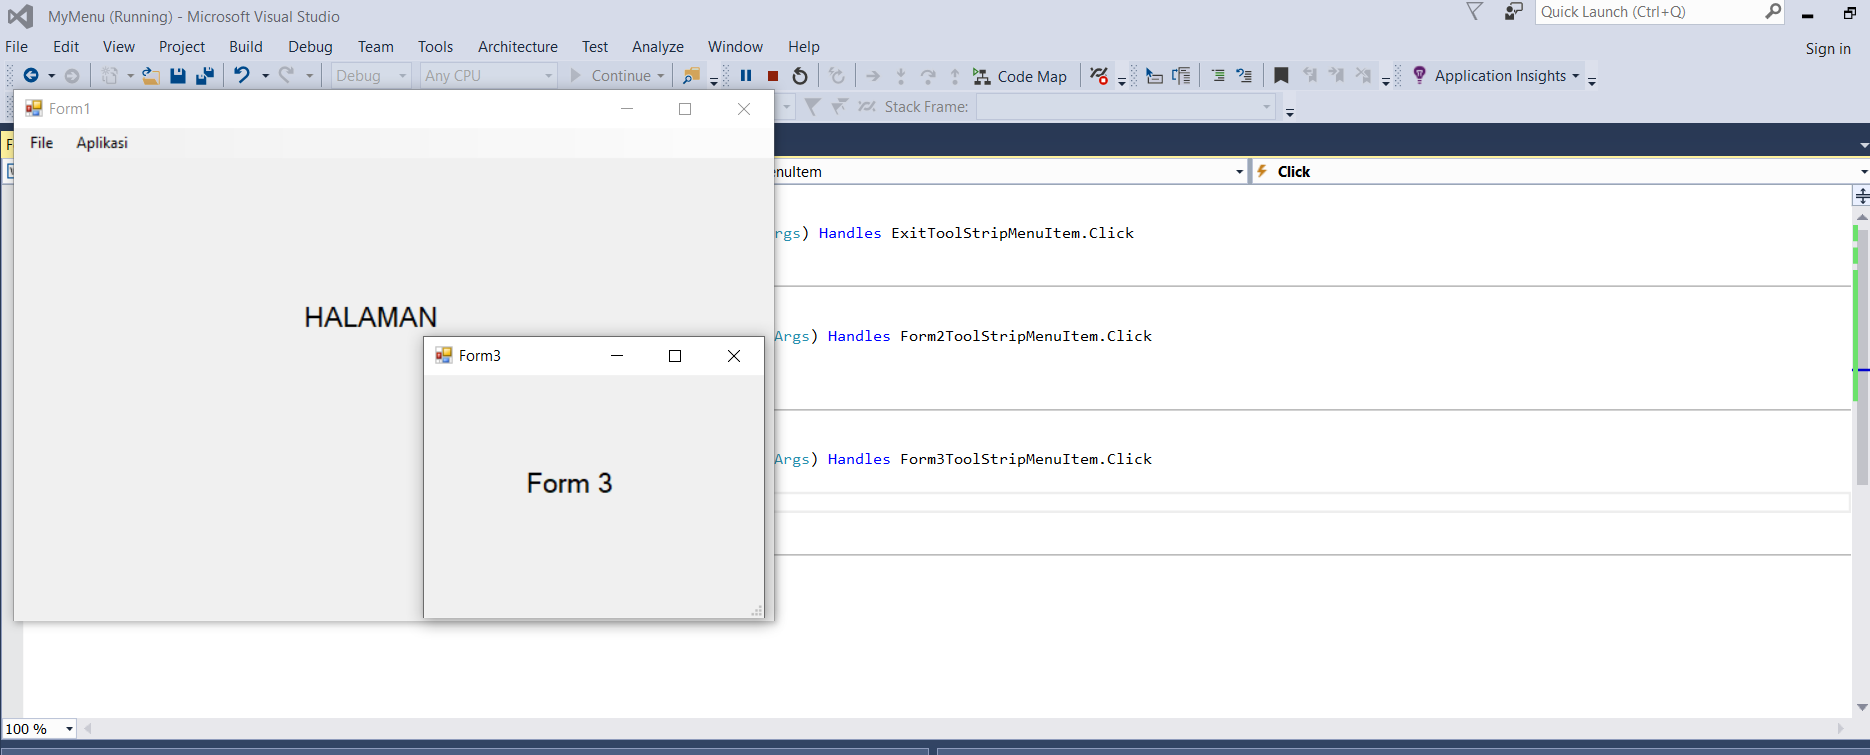 MyMenu (Running) - Microsoft Visual Studio
Quick Launch (Ctrl+Q)
File Edit View Project Build Debug Team Tools Architecture Test Analyze Window Help
Sign in
Debug Any CPU Continue Code Map Application Insights
Stack Frame:
Form1
File Aplikasi
HALAMAN
Form3
Form 3
nuItem
Click
rgs) Handles ExitToolStripMenuItem.Click
Args) Handles Form2ToolStripMenuItem.Click
Args) Handles Form3ToolStripMenuItem.Click
100 %